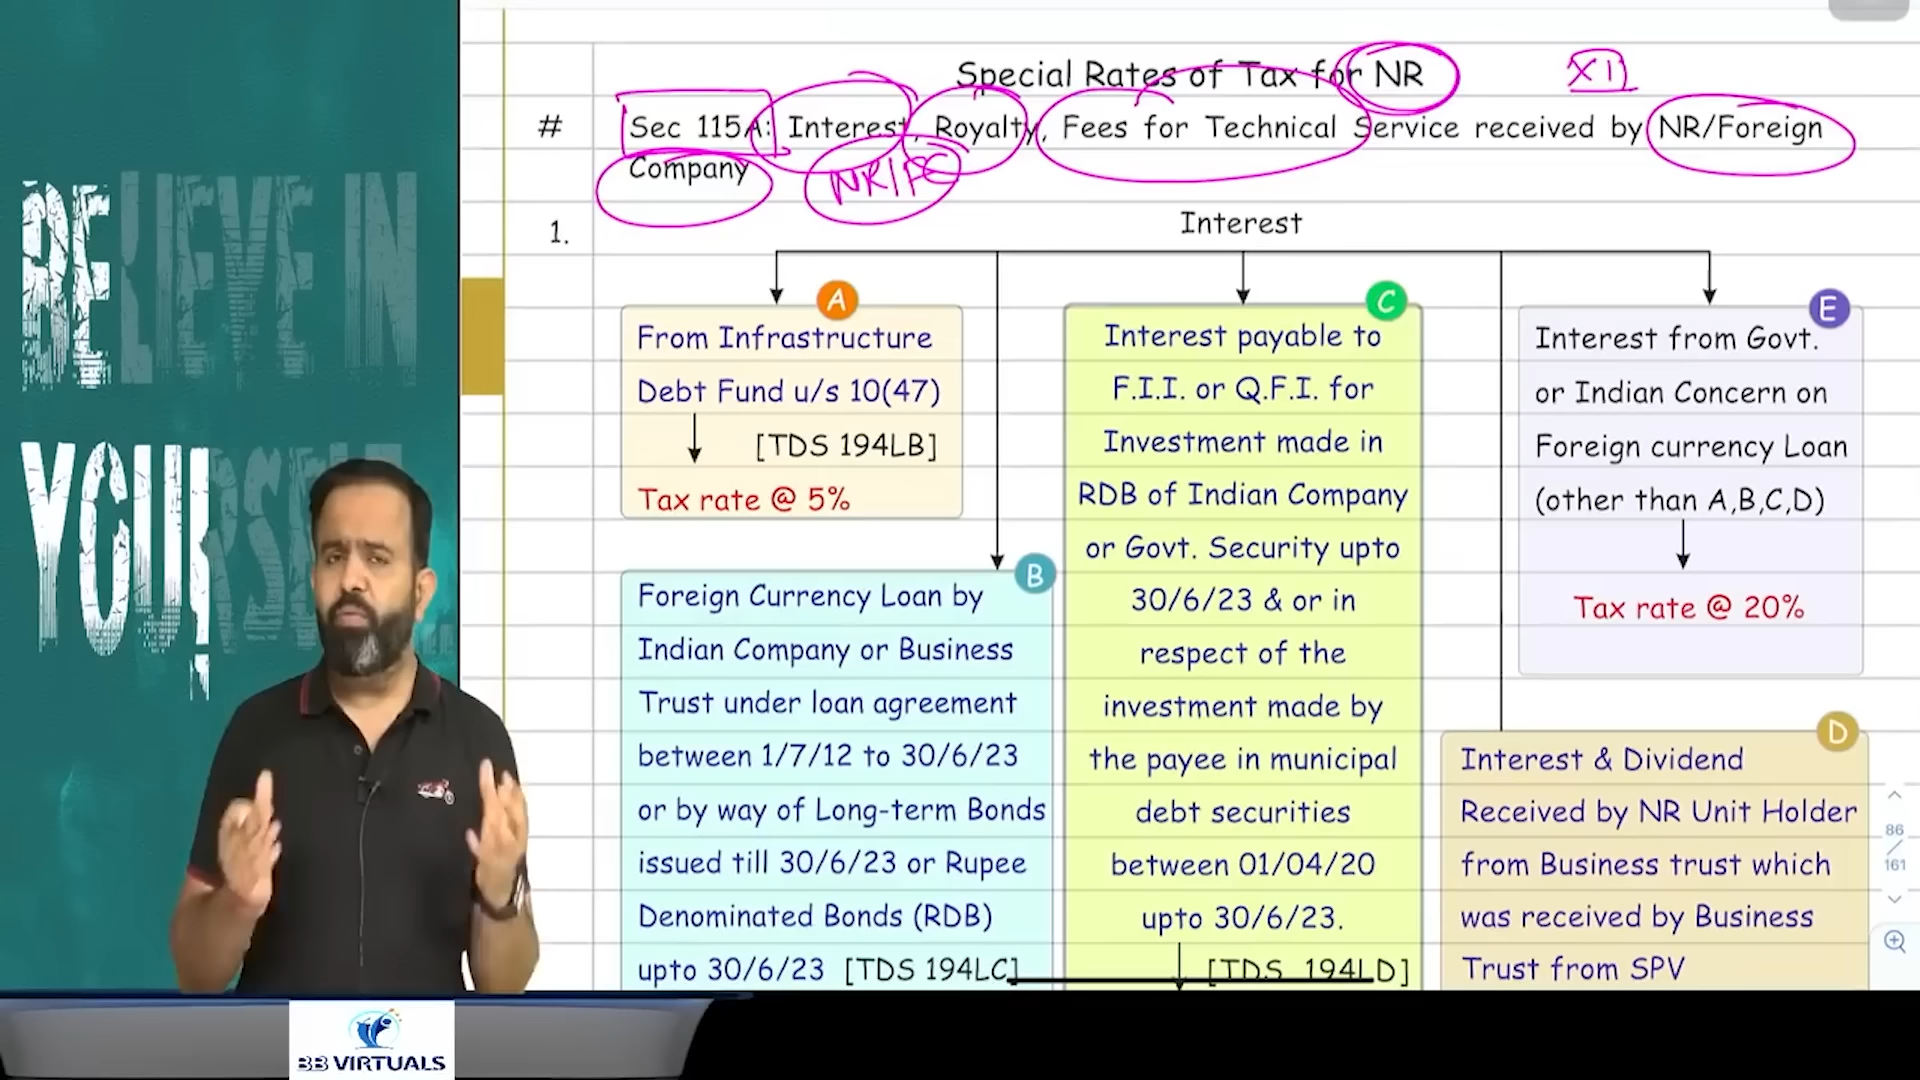 BELIEVE IN
Special Rates of Tax for NR
XII
# Sec 115A: Interest, Royalty, Fees for Technical Service received by NR/Foreign
Company
NR/FC
1.
Interest
A
From Infrastructure
Debt Fund u/s 10(47)
[TDS 194LB]
Tax rate @ 5%
B
Foreign Currency Loan by
Indian Company or Business
Trust under loan agreement
between 1/7/12 to 30/6/23
or by way of Long-term Bonds
issued till 30/6/23 or Rupee
Denominated Bonds (RDB)
upto 30/6/23 [TDS 194LC]
C
Interest payable to
F.I.I. or Q.F.I. for
Investment made in
RDB of Indian Company
or Govt. Security upto
30/6/23 & or in
respect of the
investment made by
the payee in municipal
debt securities
between 01/04/20
upto 30/6/23.
[TDS 194LD]
E
Interest from Govt.
or Indian Concern on
Foreign currency Loan
(other than A,B,C,D)
Tax rate @ 20%
D
Interest & Dividend
Received by NR Unit Holder
from Business trust which
was received by Business
Trust from SPV
86
/
161
BB VIRTUALS